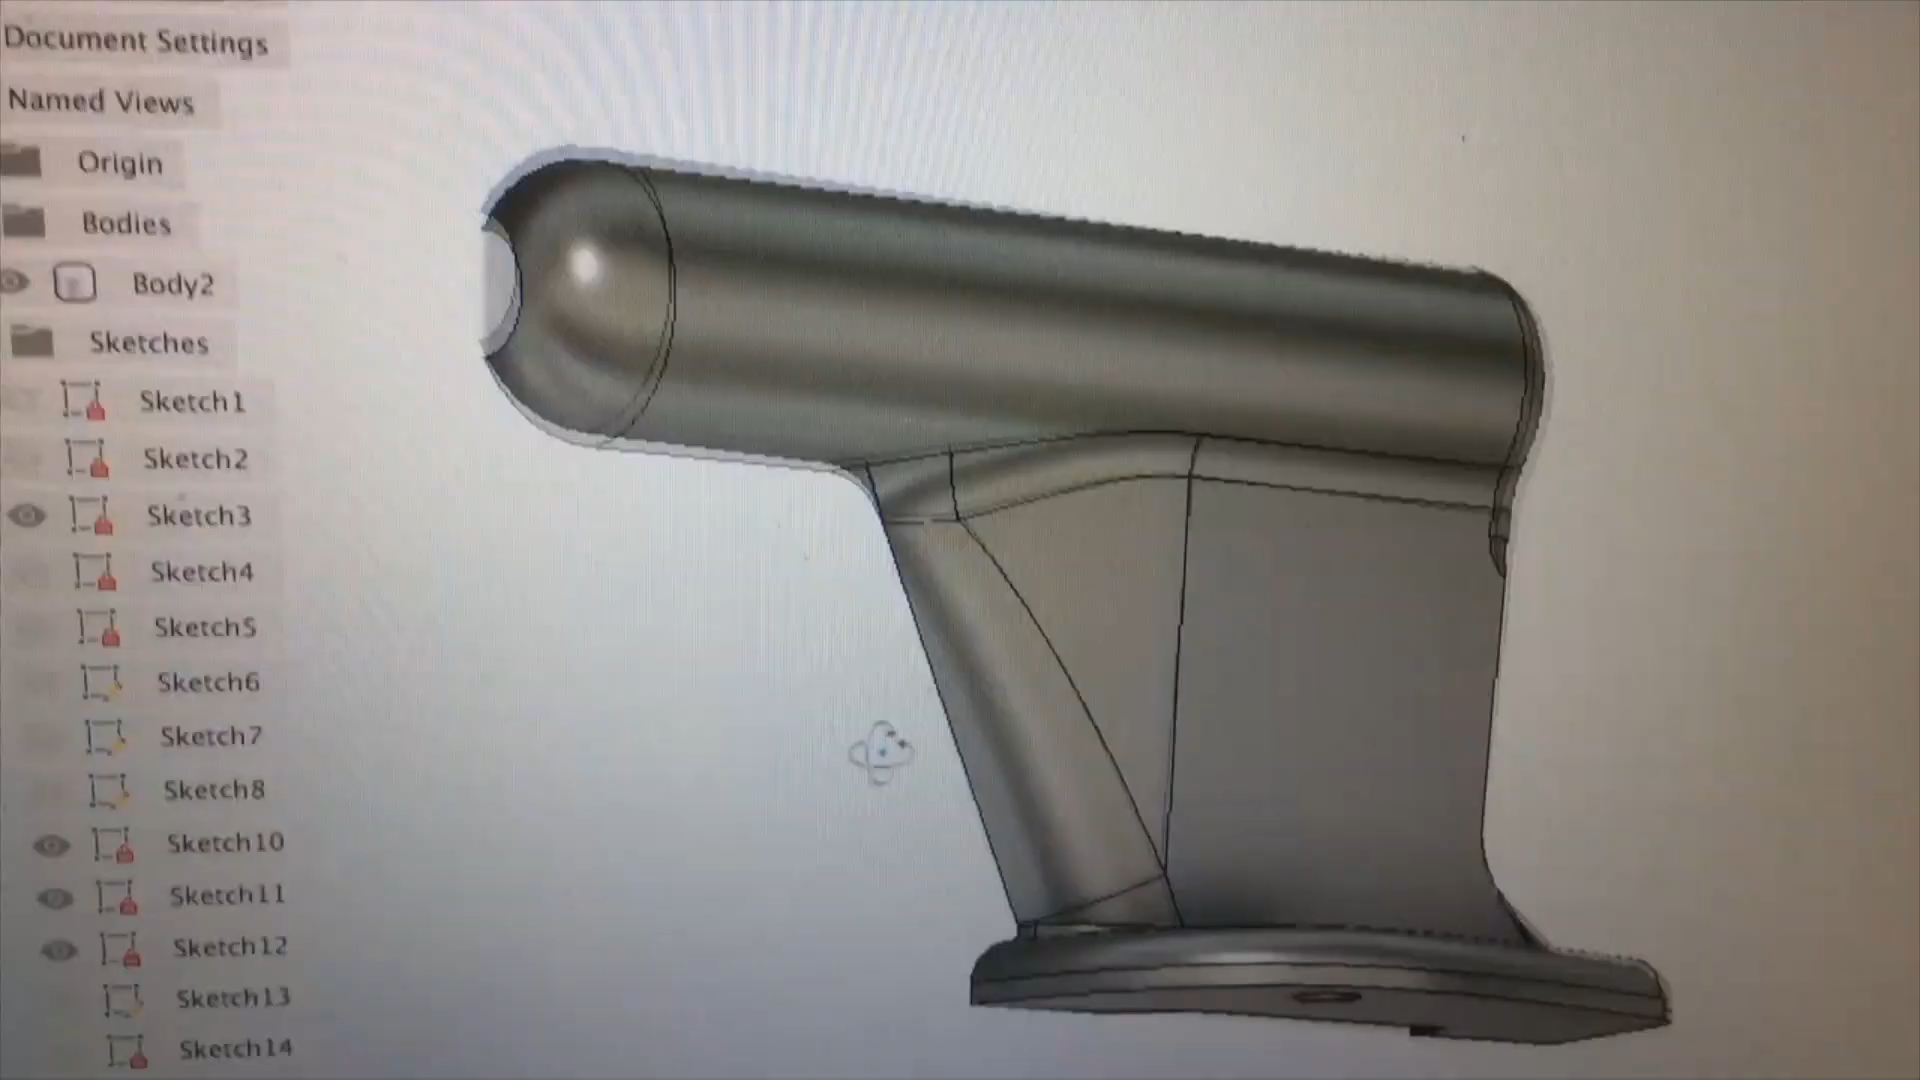 Document Settings
Named Views
Origin
Bodies
Body2
Sketches
Sketch1
Sketch2
Sketch3
Sketch4
Sketch5
Sketch6
Sketch7
Sketch8
Sketch10
Sketch11
Sketch12
Sketch13
Sketch14